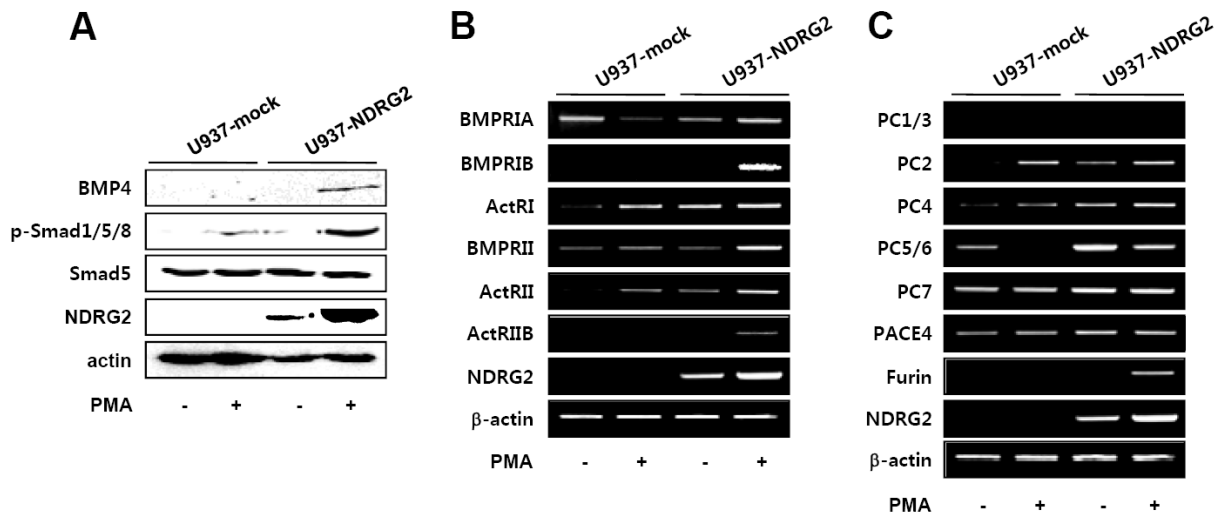 A
U937-mock
U937-NDRG2
BMP4
p-Smad1/5/8
Smad5
NDRG2
actin
PMA - + - +
B
U937-mock
U937-NDRG2
BMPRIA
BMPRIB
ActRI
BMPRII
ActRII
ActRIIB
NDRG2
β-actin
PMA - + - +
C
U937-mock
U937-NDRG2
PC1/3
PC2
PC4
PC5/6
PC7
PACE4
Furin
NDRG2
β-actin
PMA - + - +